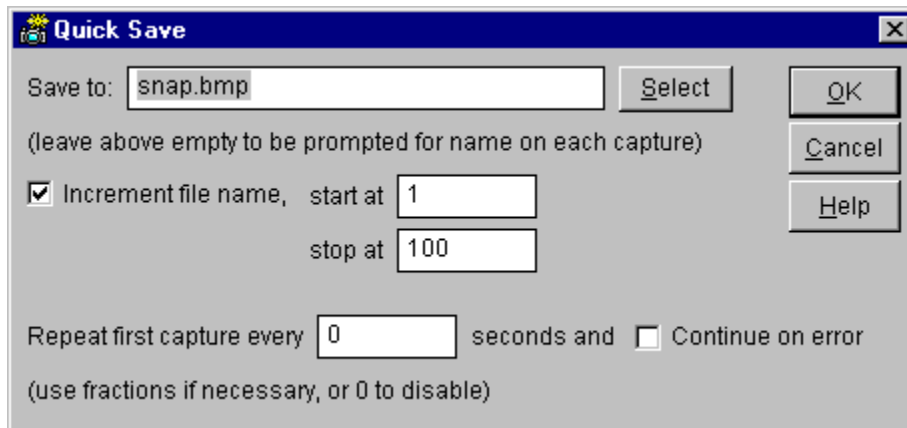 Quick Save
Save to: snap.bmp Select OK
(leave above empty to be prompted for name on each capture)
Cancel
Increment file name, start at 1
Help
stop at 100
Repeat first capture every 0 seconds and Continue on error
(use fractions if necessary, or 0 to disable)